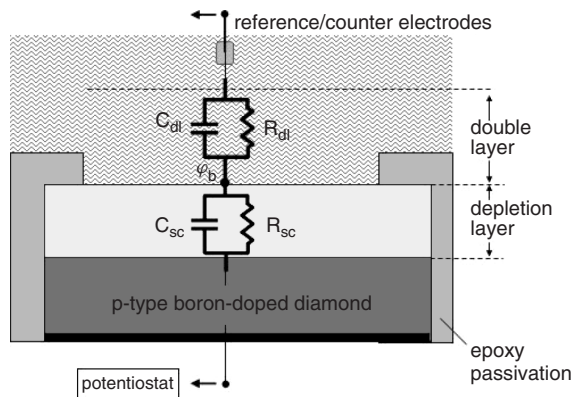 reference/counter electrodes
C_dl
R_dl
double
layer
φ_b
C_sc
R_sc
depletion
layer
p-type boron-doped diamond
epoxy
passivation
potentiostat